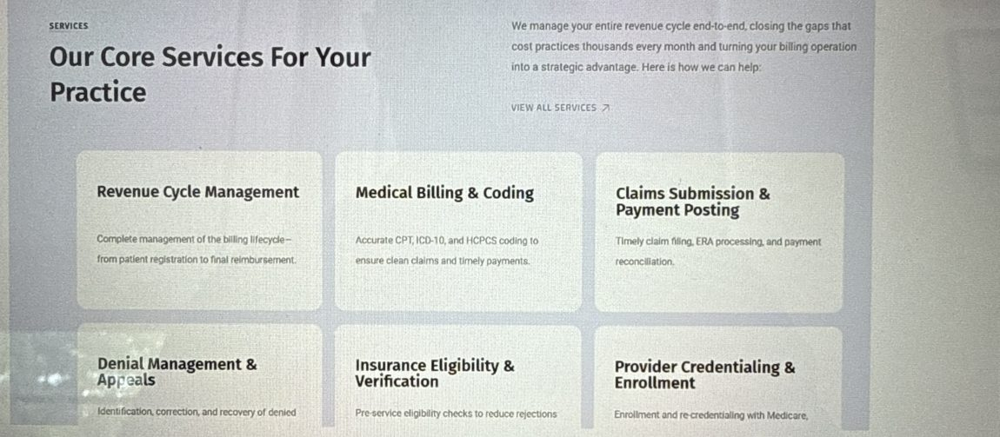 SERVICES
Our Core Services For Your
Practice
We manage your entire revenue cycle end-to-end, closing the gaps that
cost practices thousands every month and turning your billing operation
into a strategic advantage. Here is how we can help:
VIEW ALL SERVICES ↗
Revenue Cycle Management
Complete management of the billing lifecycle—
from patient registration to final reimbursement.
Medical Billing & Coding
Accurate CPT, ICD-10, and HCPCS coding to
ensure clean claims and timely payments.
Claims Submission &
Payment Posting
Timely claim filing, ERA processing, and payment
reconciliation.
Denial Management &
Appeals
Identification, correction, and recovery of denied
Insurance Eligibility &
Verification
Pre-service eligibility checks to reduce rejections
Provider Credentialing &
Enrollment
Enrollment and re-credentialing with Medicare,